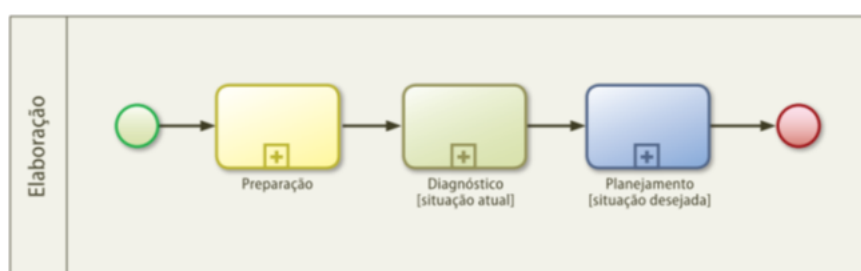 Elaboração
Preparação
Diagnóstico
[situação atual]
Planejamento
[situação desejada]